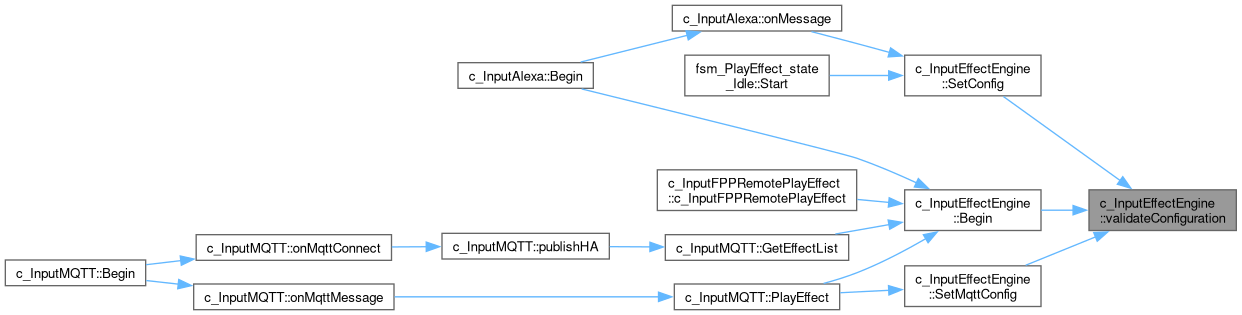 c_InputAlexa::onMessage
c_InputAlexa::Begin
fsm_PlayEffect_state
_Idle::Start
c_InputEffectEngine
::SetConfig
c_InputFPPRemotePlayEffect
::c_InputFPPRemotePlayEffect
c_InputEffectEngine
::Begin
c_InputEffectEngine
::validateConfiguration
c_InputMQTT::Begin
c_InputMQTT::onMqttConnect
c_InputMQTT::publishHA
c_InputMQTT::GetEffectList
c_InputMQTT::onMqttMessage
c_InputMQTT::PlayEffect
c_InputEffectEngine
::SetMqttConfig